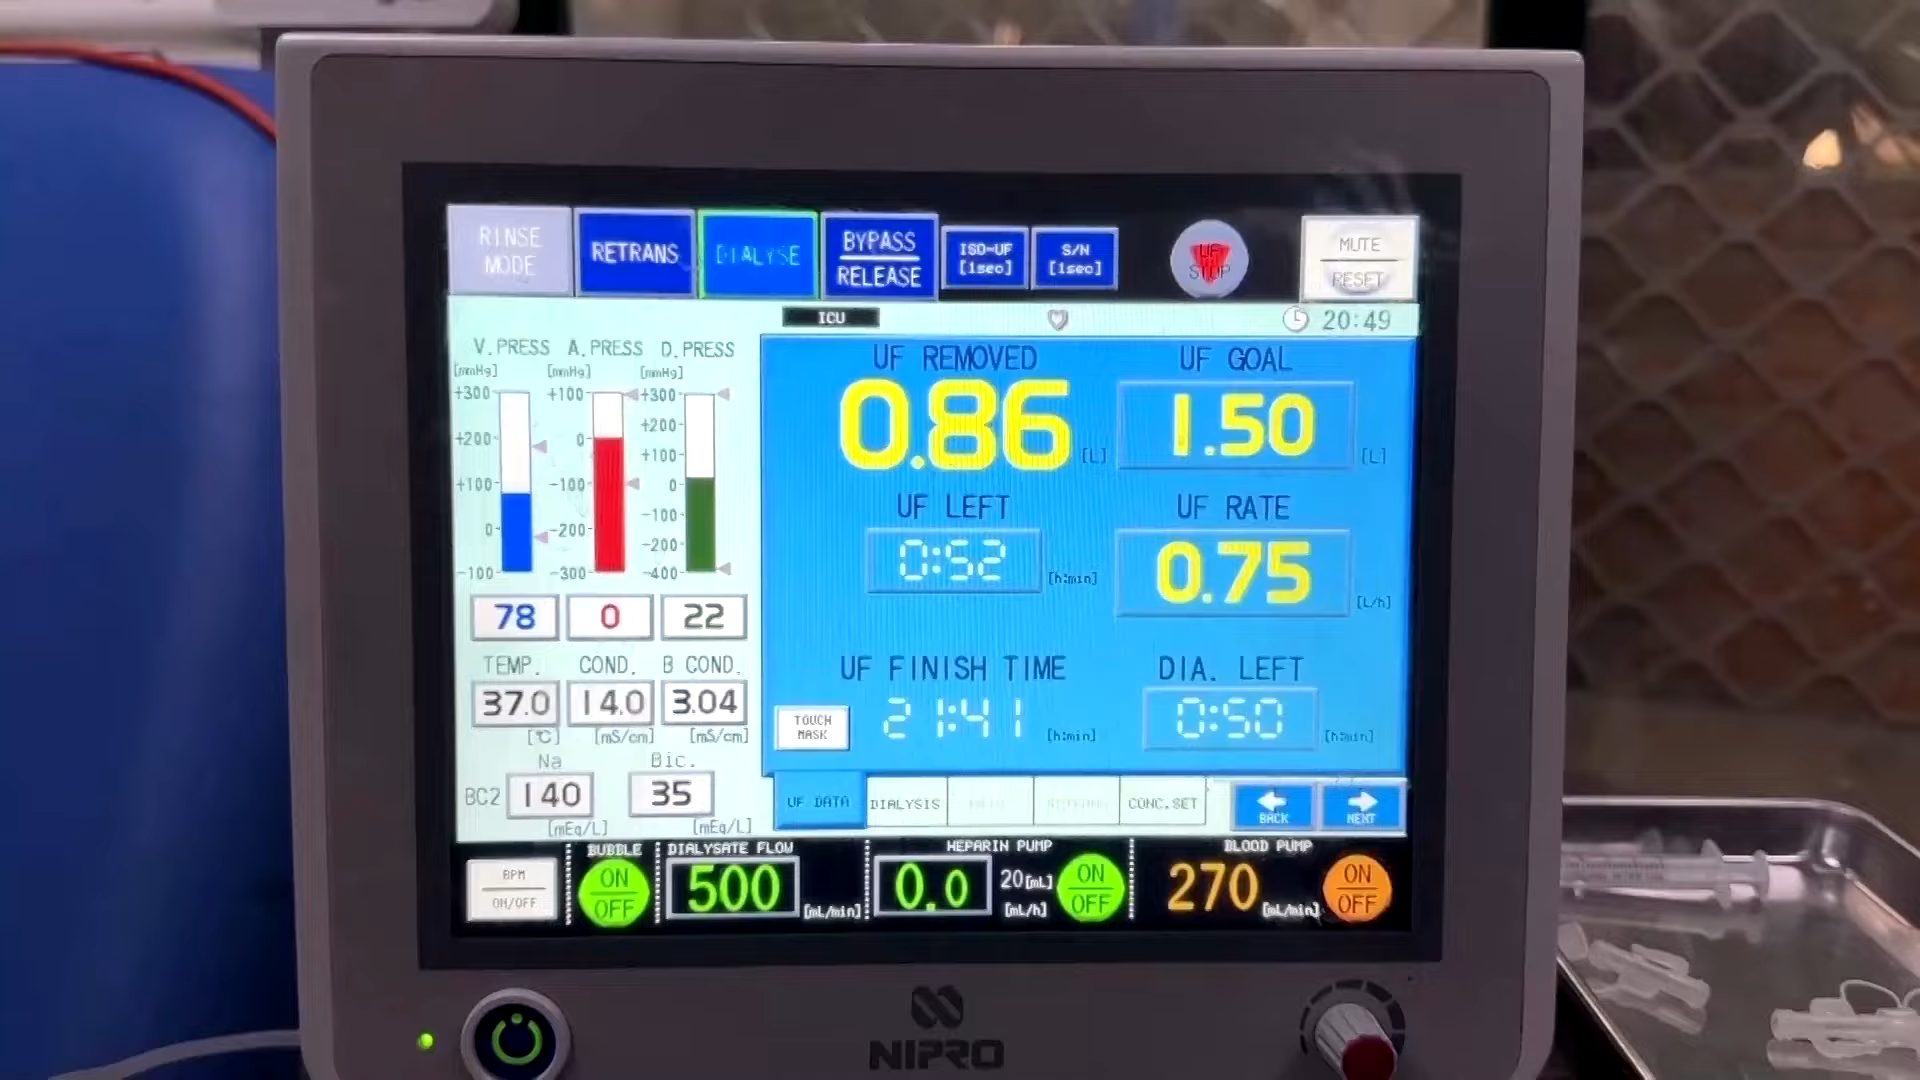 RINSE MODE
RETRANS
DIALYSE
BYPASS RELEASE
ISO-UF [1sec]
S/N [1sec]
UF STOP
MUTE RESET
ICU
20:49
V.PRESS A.PRESS D.PRESS
[mmHg] [mmHg] [mmHg]
+300 +100 +300
+200 0 +200
+100
+100 -100 0
-100
0 -200
-200
-100 -300 -400
78 0 22
TEMP. COND. B COND.
37.0 14.0 3.04
[℃] [mS/cm] [mS/cm]
Na Bic.
BC2 140 35
[mEq/L] [mEq/L]
UF REMOVED UF GOAL
0.86 [L] 1.50 [L]
UF LEFT UF RATE
0:52 [h:min] 0.75 [L/h]
UF FINISH TIME DIA. LEFT
TOUCH MASK
21:41 [h:min] 0:50 [h:min]
UF DATA DIALYSIS CONC.SET BACK NEXT
BPM ON/OFF
BUBBLE
ON OFF
DIALYSATE FLOW
500 [mL/min]
HEPARIN PUMP
0.0 20[mL] [mL/h]
ON OFF
BLOOD PUMP
270 [mL/min]
ON OFF
NIPRO